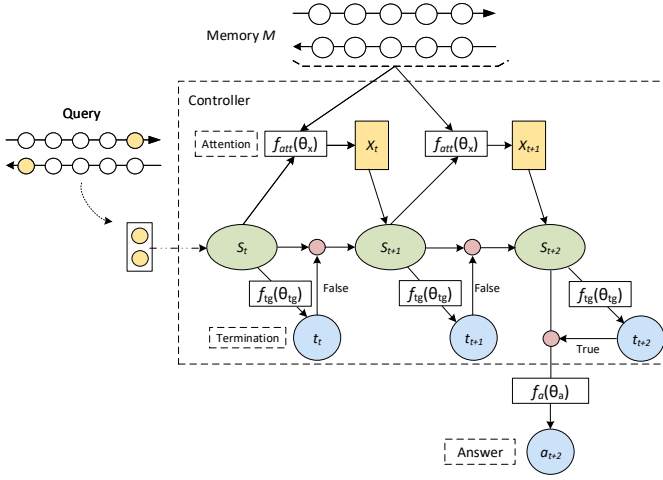 Memory M
Controller
Query
Attention
f_att(θ_x)
X_t
f_att(θ_x)
X_t+1
S_t
S_t+1
S_t+2
f_tg(θ_tg)
False
f_tg(θ_tg)
False
f_tg(θ_tg)
Termination
t_t
t_t+1
t_t+2
True
f_a(θ_a)
Answer
a_t+2